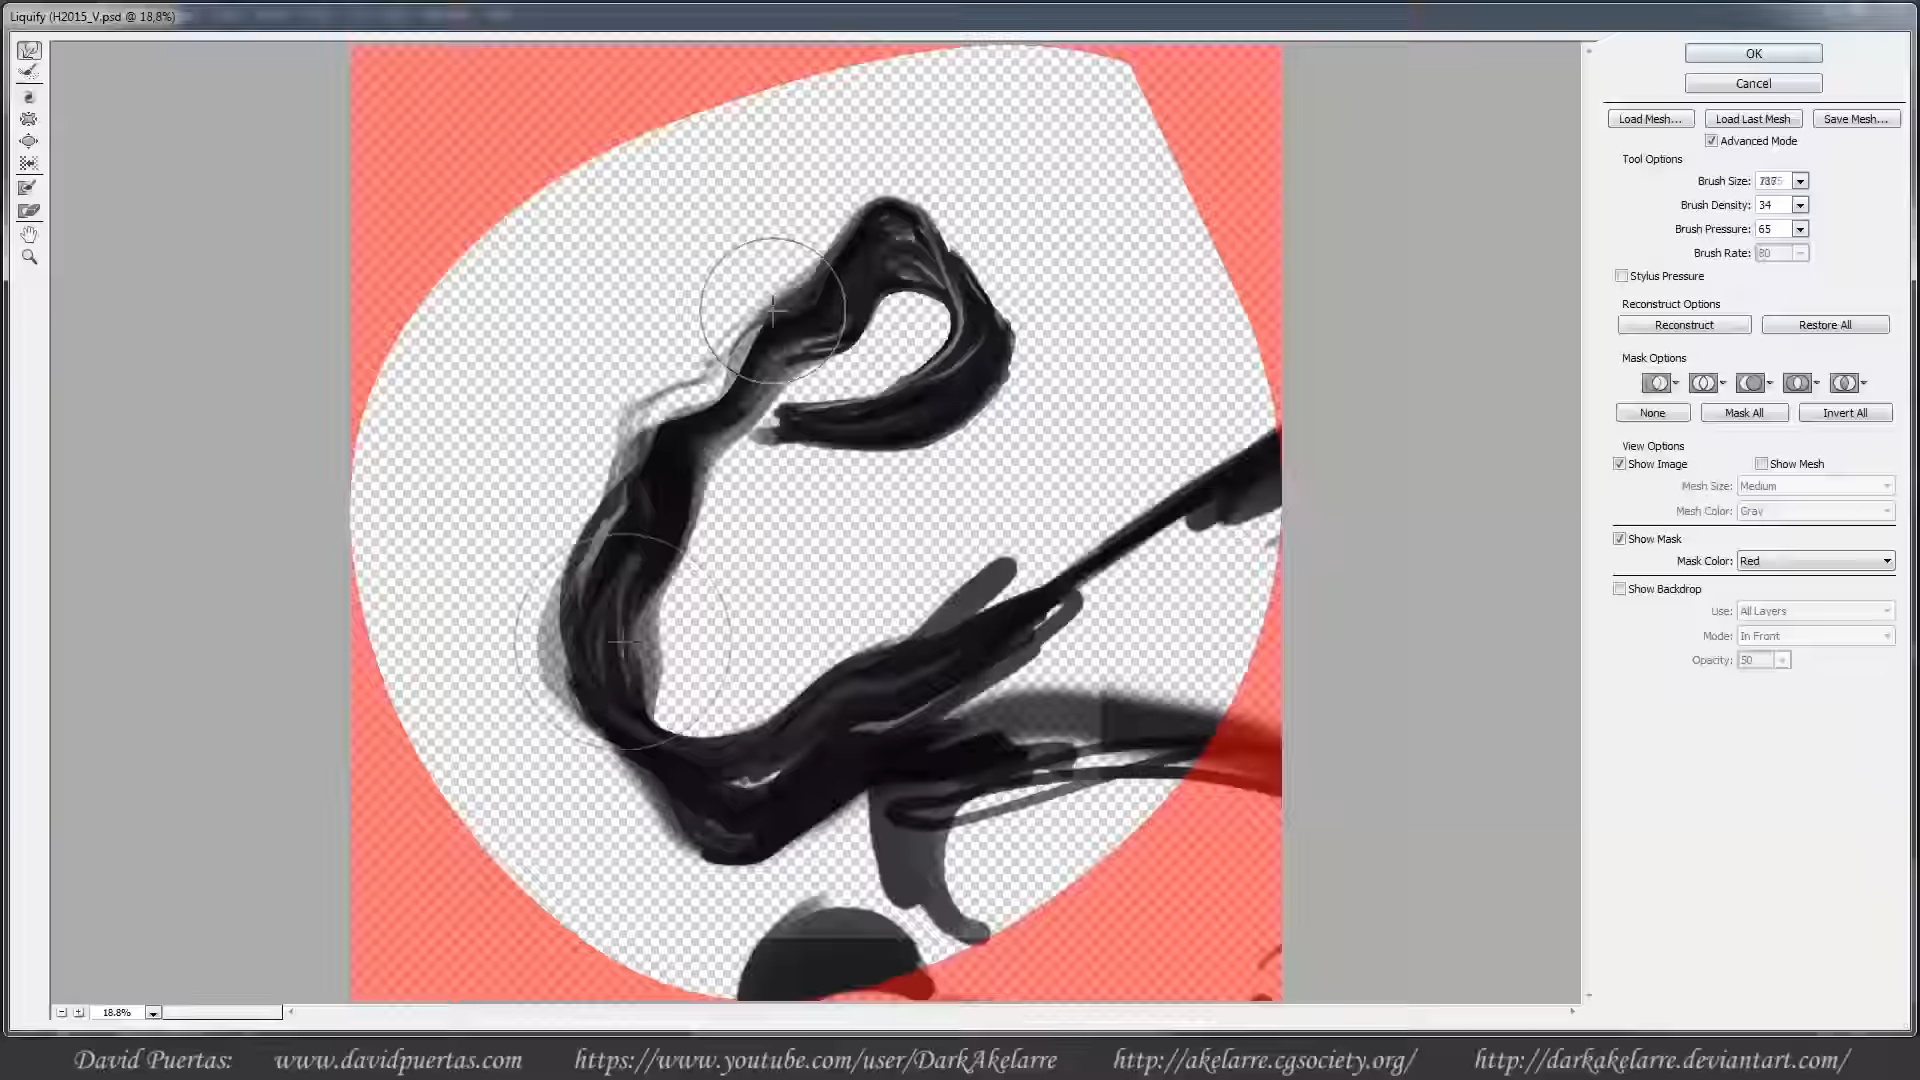 Liquify (H2015_V.psd @ 18,8%)
OK
Cancel
Load Mesh...
Load Last Mesh
Save Mesh...
Advanced Mode
Tool Options
Brush Size:
Brush Density: 34
Brush Pressure: 65
Brush Rate: 80
Stylus Pressure
Reconstruct Options
Reconstruct
Restore All
Mask Options
None
Mask All
Invert All
View Options
Show Image
Show Mesh
Mesh Size: Medium
Mesh Color: Gray
Show Mask
Mask Color: Red
Show Backdrop
Use: All Layers
Mode: In Front
Opacity: 50
18.8%
David Puertas: www.davidpuertas.com https://www.youtube.com/user/DarkAkelarre http://akelarre.cgsociety.org/ http://darkakelarre.deviantart.com/